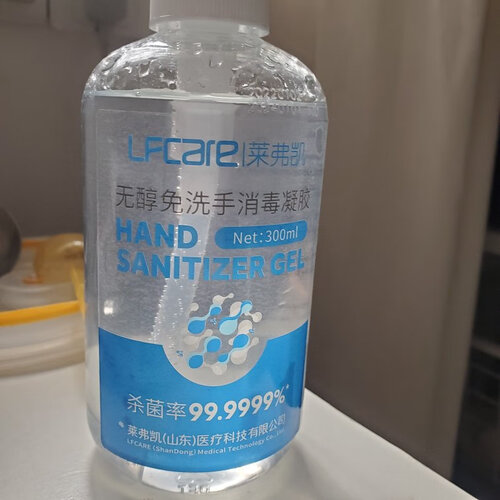 LFCare|莱弗凯
无醇免洗手消毒凝胶
HAND
Net:300ml
SANITIZER GEL
杀菌率99.9999%*
莱弗凯(山东)医疗科技有限公司
LFCARE (ShanDong) Medical Technology Co., Ltd.